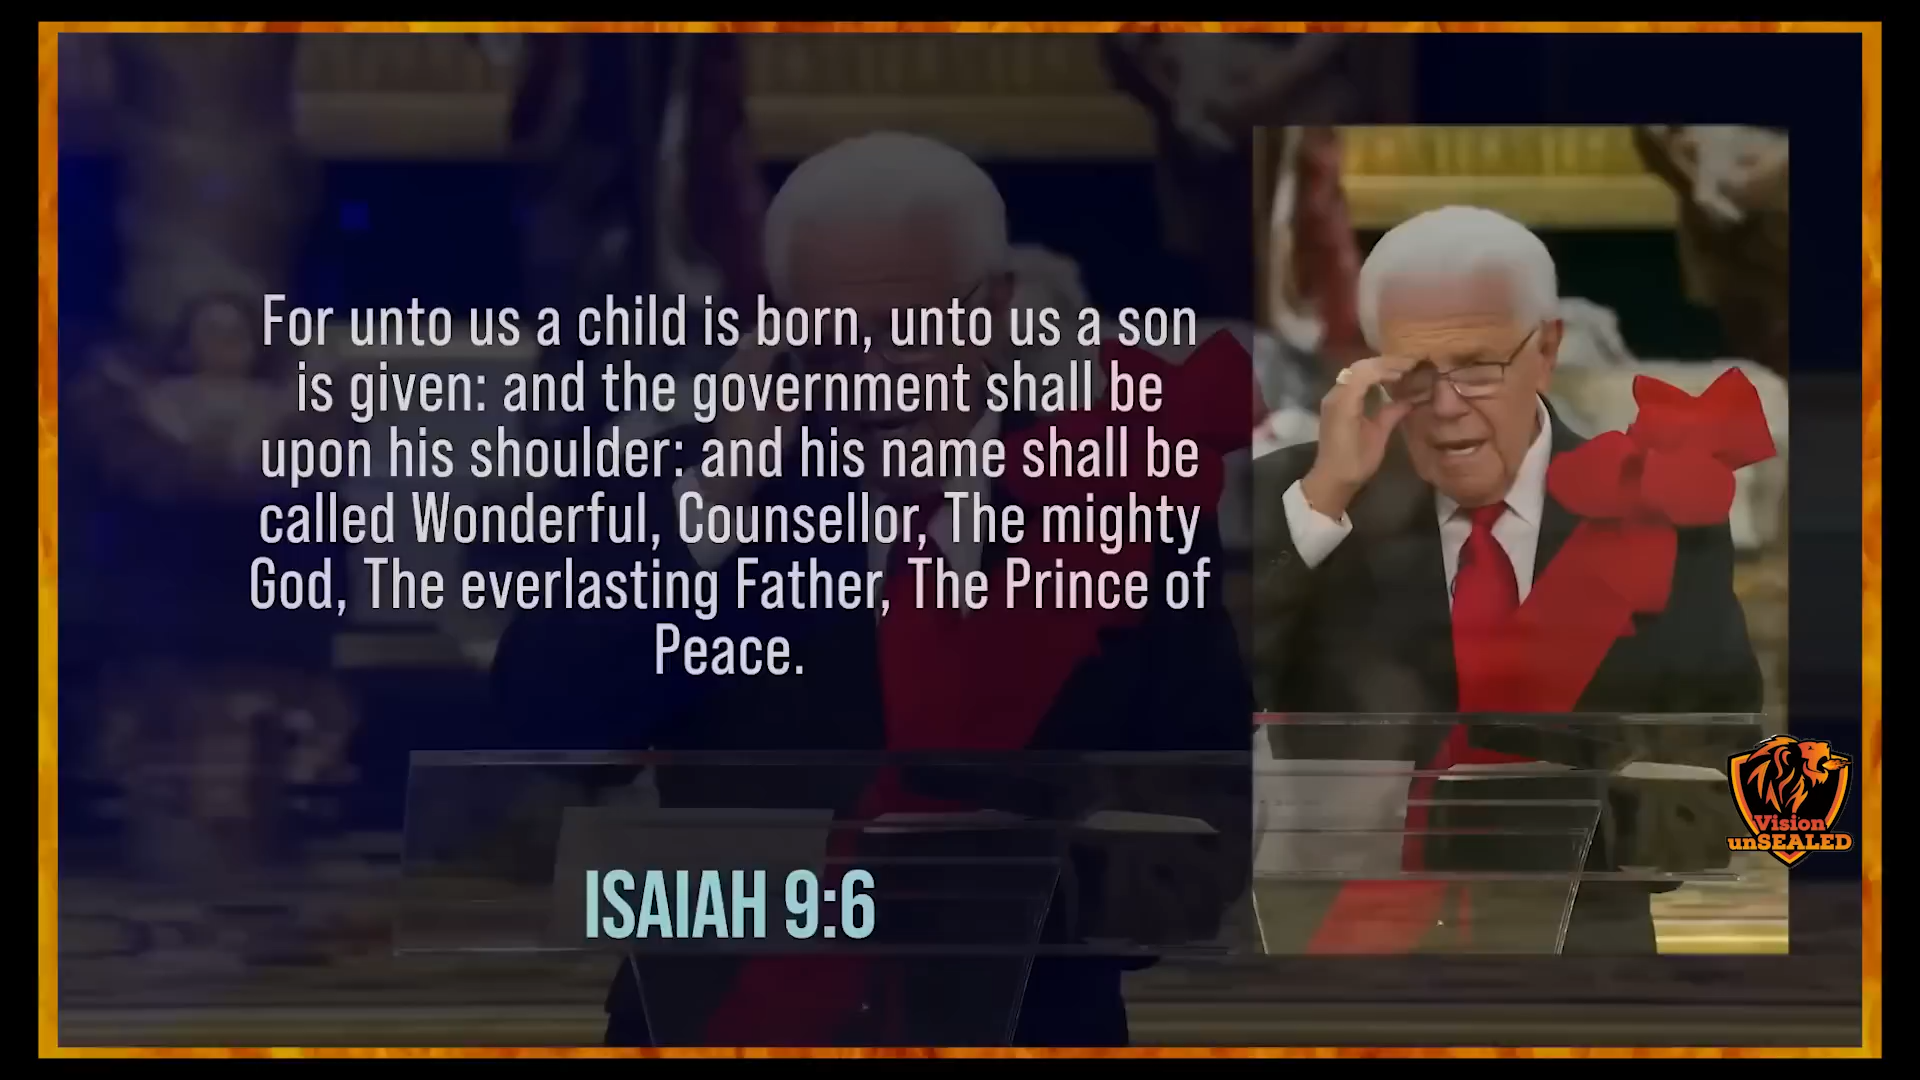 For unto us a child is born, unto us a son
is given: and the government shall be
upon his shoulder: and his name shall be
called Wonderful, Counsellor, The mighty
God, The everlasting Father, The Prince of
Peace.
ISAIAH 9:6
Vision
unSEALED